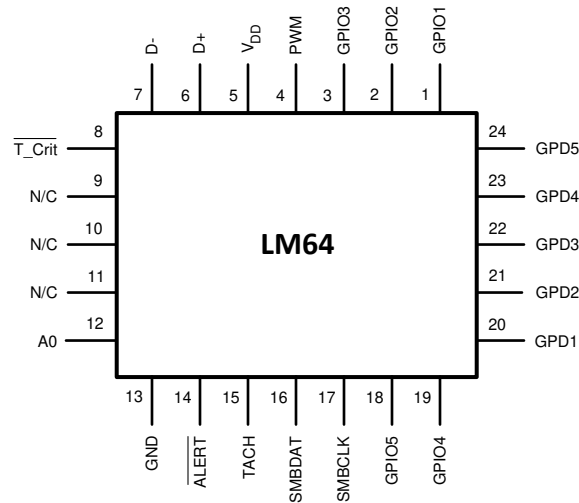 D-
D+
VDD
PWM
GPIO3
GPIO2
GPIO1
7
6
5
4
3
2
1
T_Crit
8
24
GPD5
N/C
9
23
GPD4
N/C
10
LM64
22
GPD3
N/C
11
21
GPD2
A0
12
20
GPD1
13
14
15
16
17
18
19
GND
ALERT
TACH
SMBDAT
SMBCLK
GPIO5
GPIO4